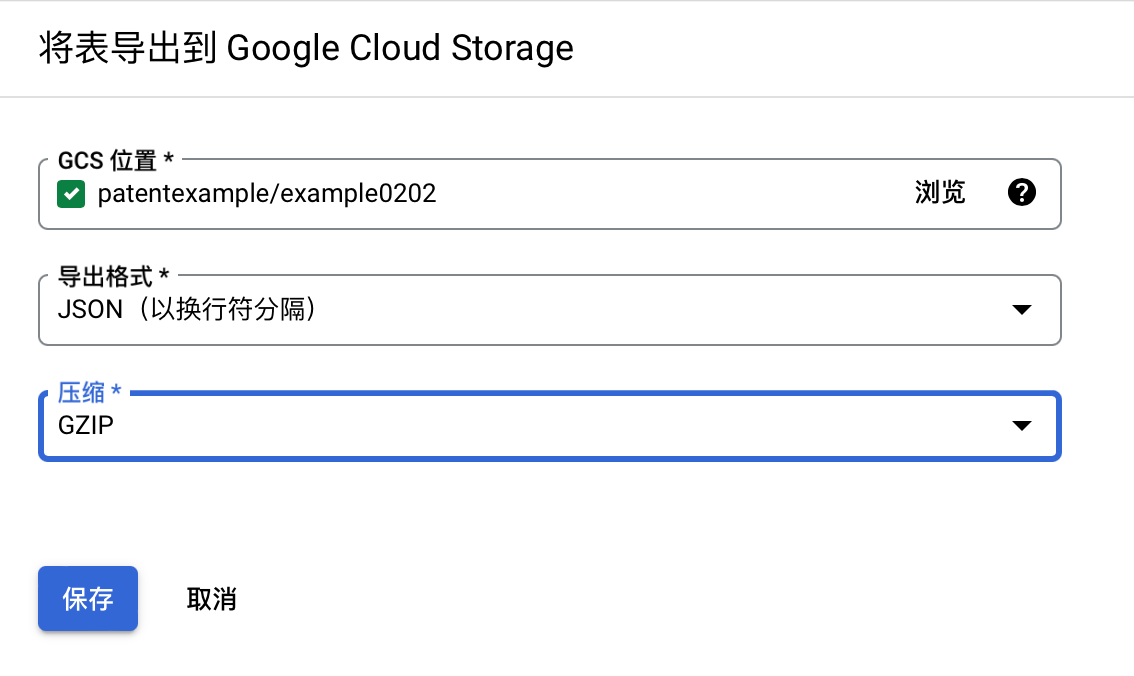 将表导出到 Google Cloud Storage
GCS 位置 *
patentexample/example0202
浏览
导出格式 *
JSON（以换行符分隔）
压缩 *
GZIP
保存
取消